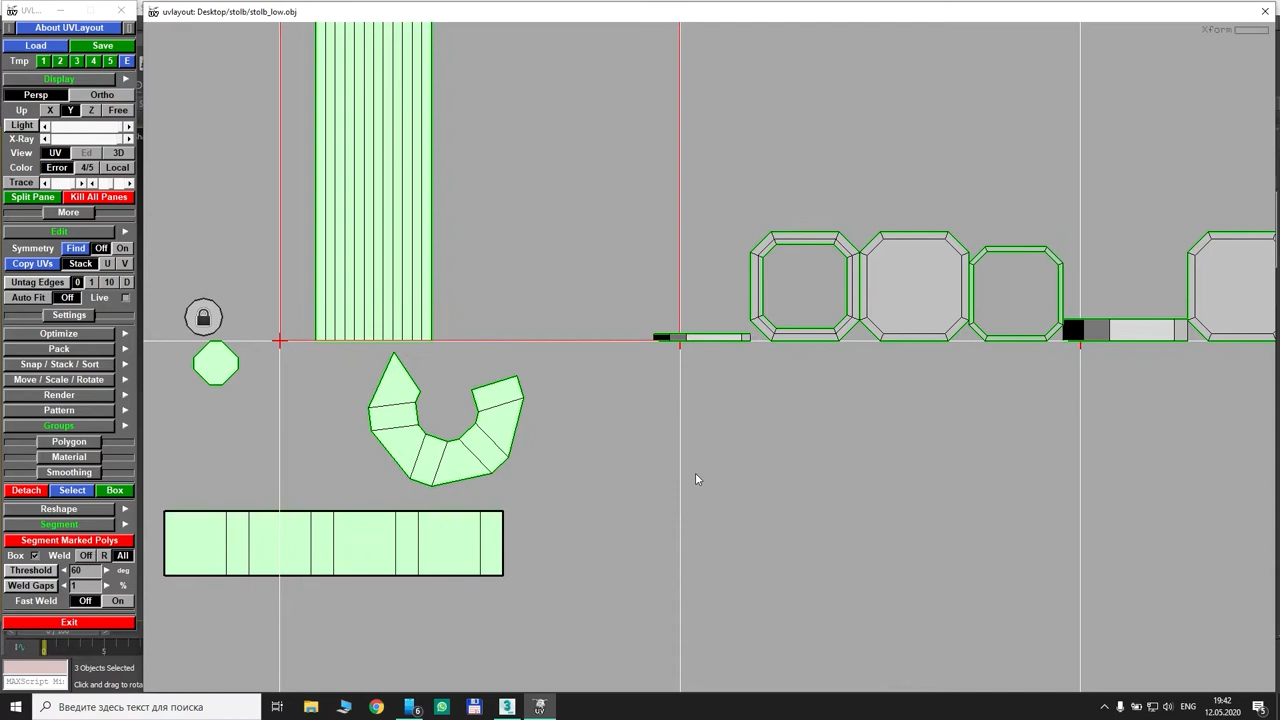 UVL...
uvlayout: Desktop/stolb/stolb_low.obj
About UVLayout
Xform
Load Save
Tmp 1 2 3 4 5 E
Display
Persp Ortho
Up X Y Z Free
Light
X-Ray
View UV Ed 3D
Color Error 4/5 Local
Trace
Split Pane Kill All Panes
More
Edit
Symmetry Find Off On
Copy UVs Stack U V
Untag Edges 0 1 10 D
Auto Fit Off Live
Settings
Optimize
Pack
Snap / Stack / Sort
Move / Scale / Rotate
Render
Pattern
Groups
Polygon
Material
Smoothing
Detach Select Box
Reshape
Segment
Segment Marked Polys
Box Weld Off R All
Threshold 60 deg
Weld Gaps 1 %
Fast Weld Off On
Exit
0 5
3 Objects Selected
MAXScript Mi
Click and drag to rota
Введите здесь текст для поиска
6
3
UV
ENG
19:42
12.05.2020
5